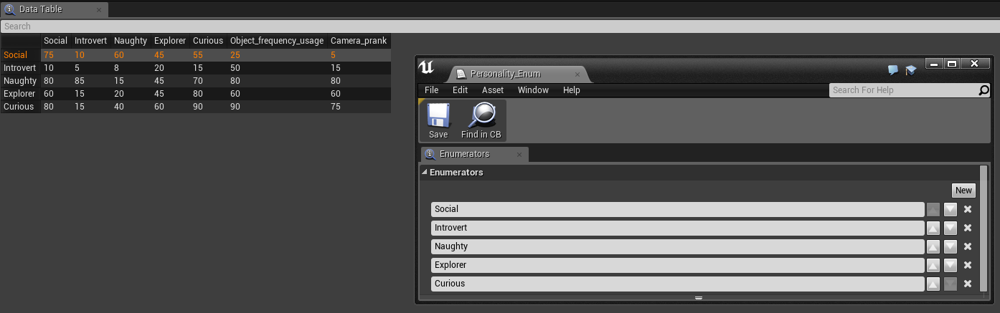 Data Table
Search
Social Introvert Naughty Explorer Curious Object_frequency_usage Camera_prank
Social 75 10 60 45 55 25 5
Introvert 10 5 8 20 15 50 15
Naughty 80 85 15 45 70 80 80
Explorer 60 15 20 45 80 60 60
Curious 80 15 40 60 90 90 75
Personality_Enum
File Edit Asset Window Help
Search For Help
Save Find in CB
Enumerators
Enumerators
New
Social
Introvert
Naughty
Explorer
Curious